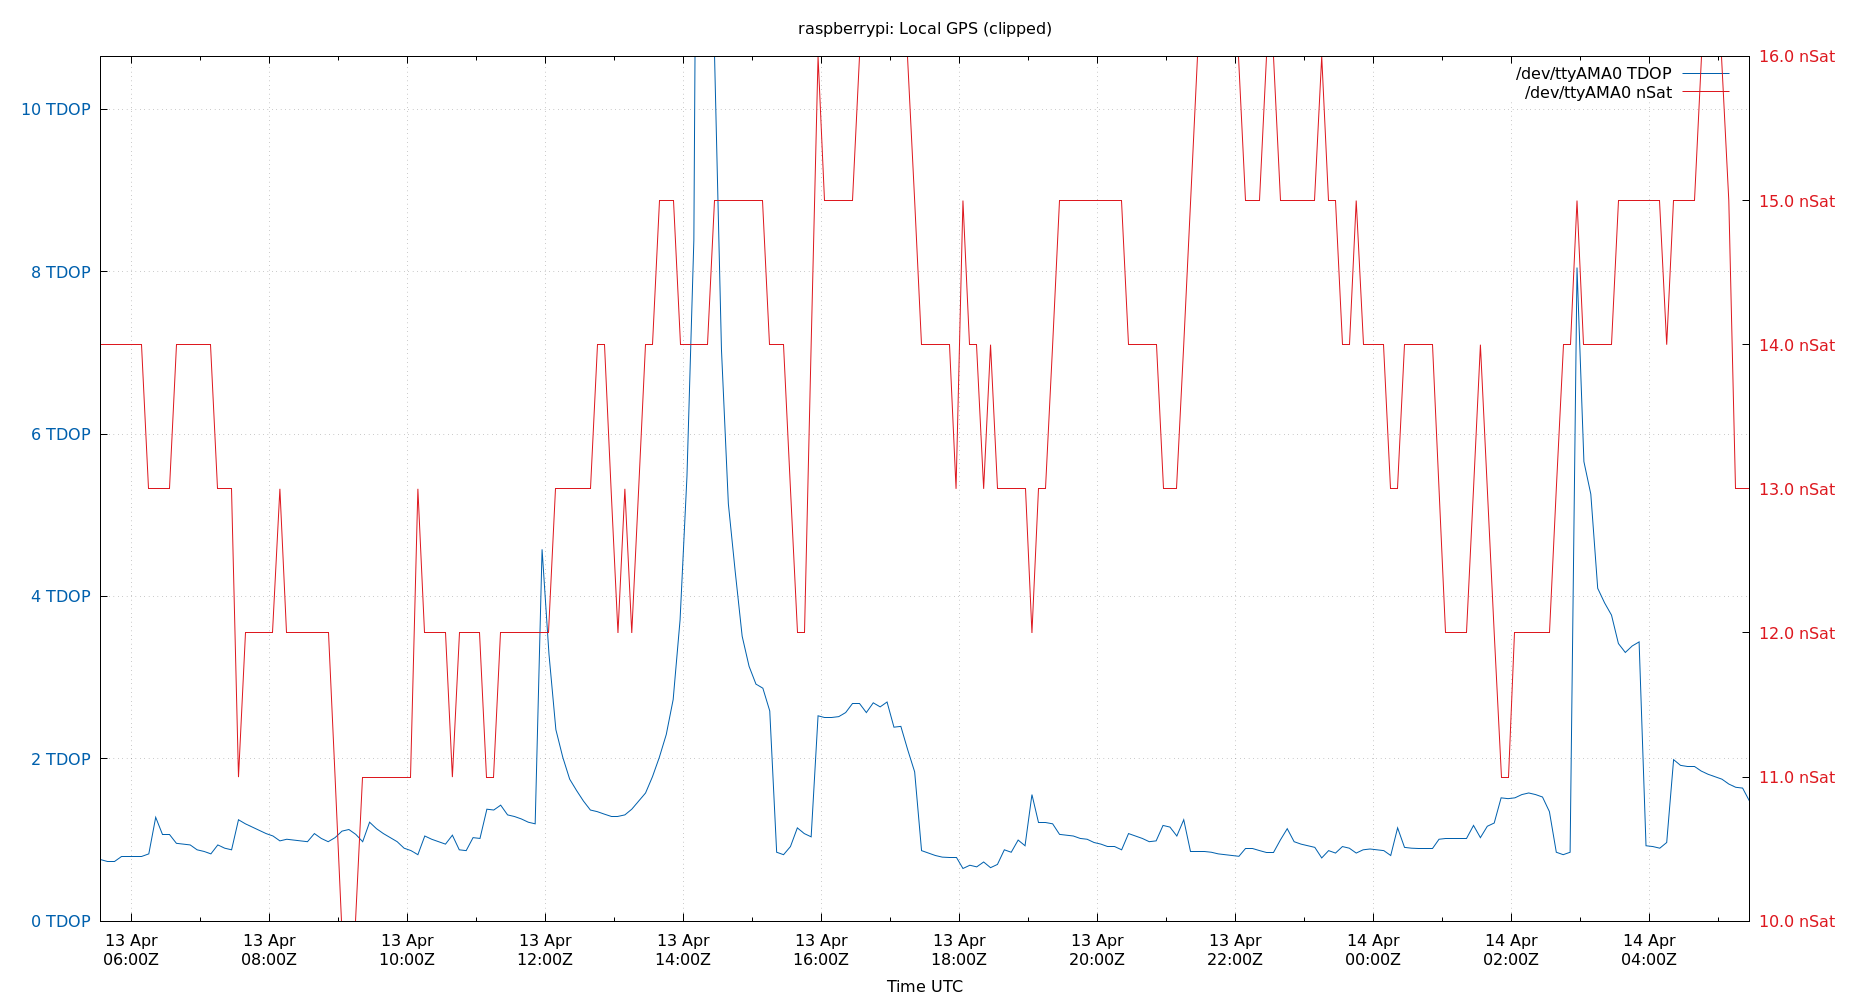 raspberrypi: Local GPS (clipped)
/dev/ttyAMA0 TDOP
/dev/ttyAMA0 nSat
10 TDOP
8 TDOP
6 TDOP
4 TDOP
2 TDOP
0 TDOP
16.0 nSat
15.0 nSat
14.0 nSat
13.0 nSat
12.0 nSat
11.0 nSat
10.0 nSat
13 Apr
06:00Z
13 Apr
08:00Z
13 Apr
10:00Z
13 Apr
12:00Z
13 Apr
14:00Z
13 Apr
16:00Z
13 Apr
18:00Z
13 Apr
20:00Z
13 Apr
22:00Z
14 Apr
00:00Z
14 Apr
02:00Z
14 Apr
04:00Z
Time UTC